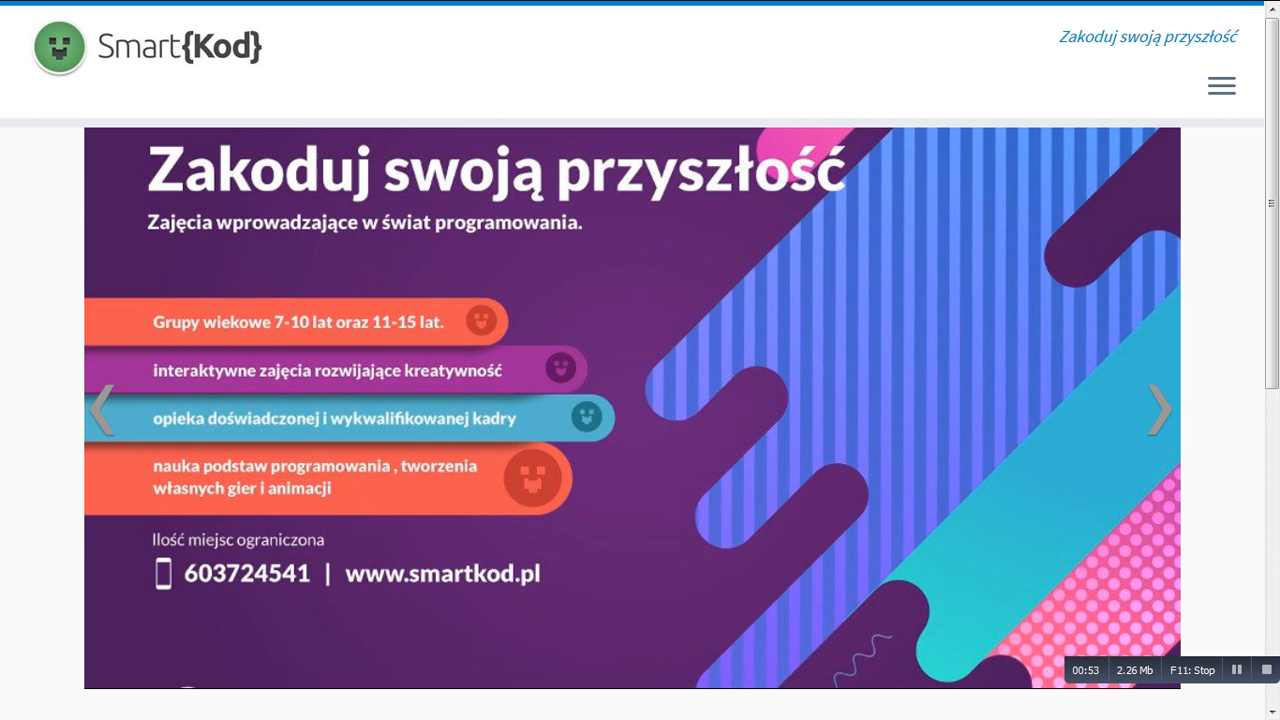 Smart{Kod}
Zakoduj swoją przyszłość
Zakoduj swoją przyszłość
Zajęcia wprowadzające w świat programowania.
Grupy wiekowe 7-10 lat oraz 11-15 lat.
interaktywne zajęcia rozwijające kreatywność
opieka doświadczonej i wykwalifikowanej kadry
nauka podstaw programowania , tworzenia
własnych gier i animacji
Ilość miejsc ograniczona
603724541 | www.smartkod.pl
00:53 2.26 Mb F11: Stop